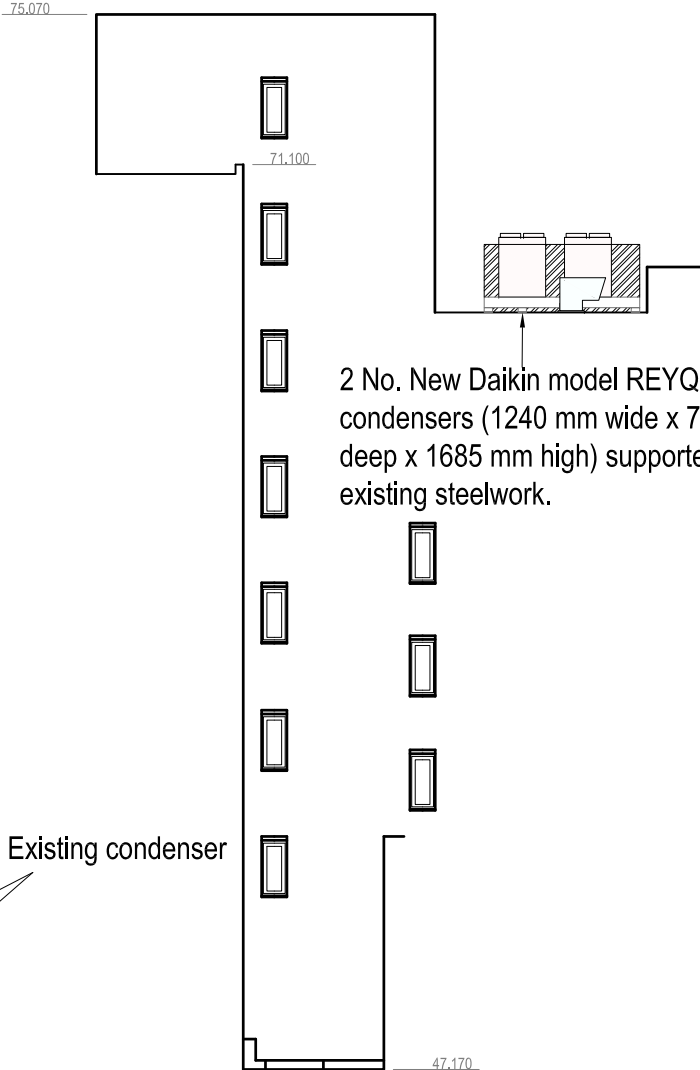 75.070
71.100
2 No. New Daikin model REYQ
condensers (1240 mm wide x 7
deep x 1685 mm high) supporte
existing steelwork.
Existing condenser
47.170